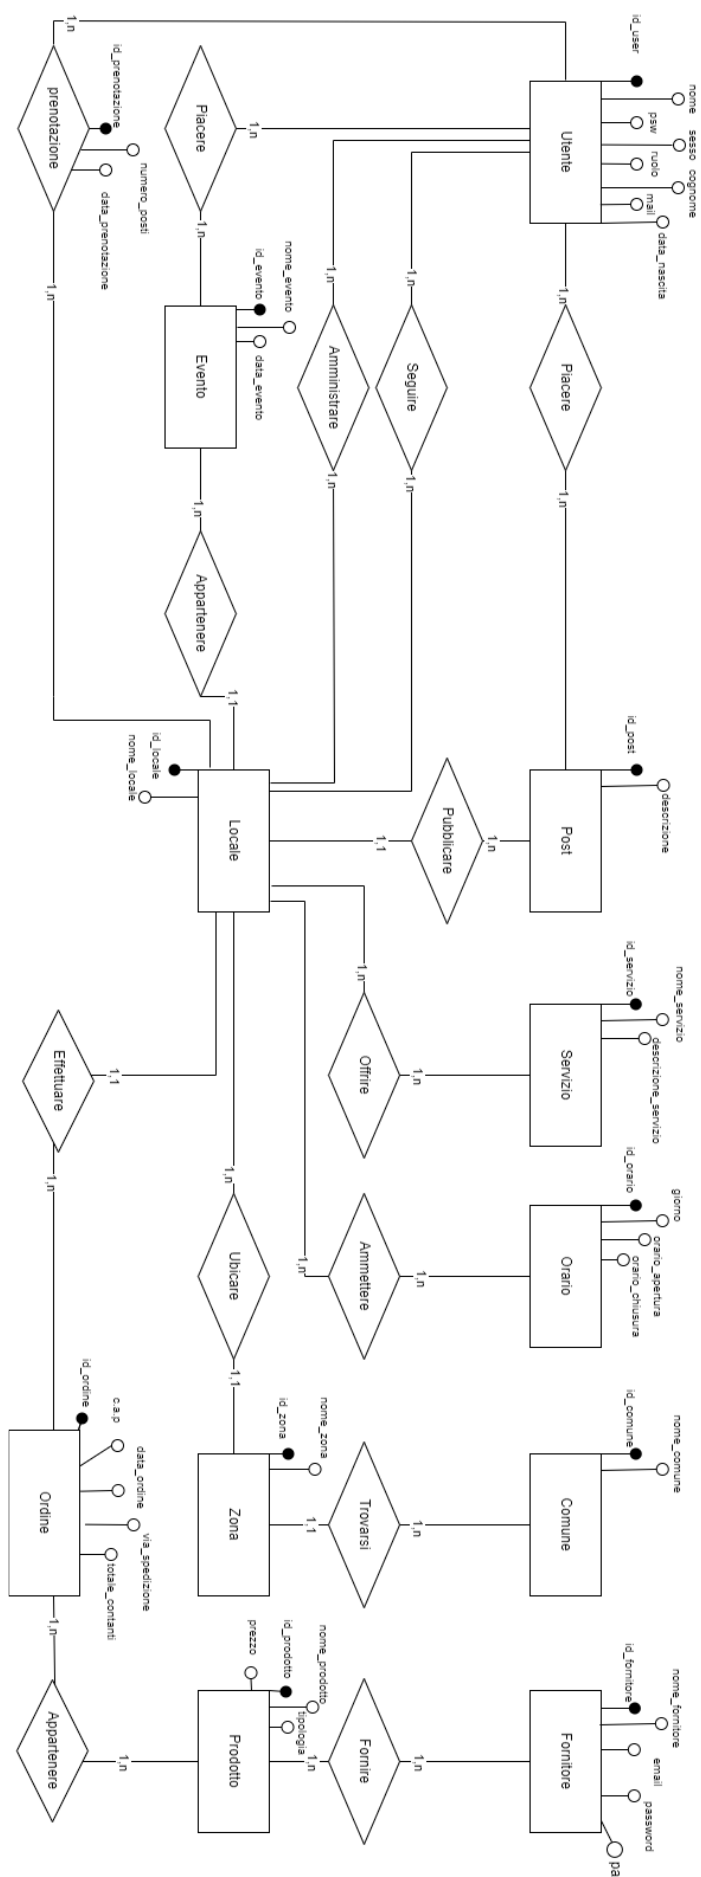 id_user
nome
psw
sesso
ruolo
cognome
mail
data_nascita
Utente
1,n
Piacere
1,n
id_post
descrizione
Post
1,n
Pubblicare
1,1
id_servizio
nome_servizio
descrizione_servizio
Servizio
1,n
Offrire
1,n
id_orario
giorno
orario_apertura
orario_chiusura
Orario
1,n
Ammettere
1,n
id_comune
nome_comune
Comune
1,n
Trovarsi
1,1
id_fornitore
nome_fornitore
email
password
pa
Fornitore
1,n
Fornire
1,n
1,n
Seguire
1,n
1,n
Amministrare
1,n
1,n
Piacere
1,n
id_evento
nome_evento
data_evento
Evento
1,n
Appartenere
1,1
id_locale
nome_locale
Locale
1,n
Ubicare
1,1
id_zona
nome_zona
Zona
prezzo
id_prodotto
nome_prodotto
tipologia
Prodotto
1,n
prenotazione
id_prenotazione
numero_posti
data_prenotazione
1,n
1,1
Effettuare
1,n
id_ordine
c.a.p
data_ordine
via_spedizione
totale_contanti
Ordine
1,n
Appartenere
1,n